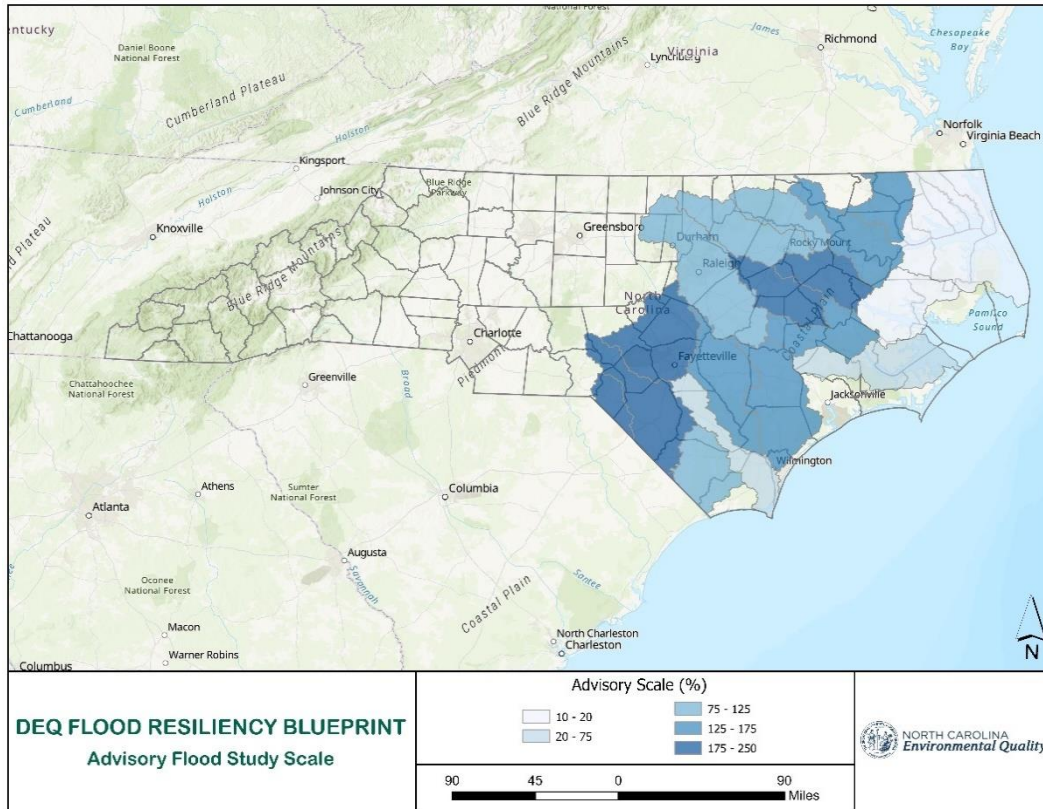 entucky
Daniel Boone
National Forest
Cumberland
Cumberland Plateau
Blue Ridge Mountains
James
Richmond
Virginia
Lynchburg
Chesapeake
Bay
Norfolk
Virginia Beach
Holston
Kingsport
Johnson City
Holston
Knoxville
nd Plateau
Blue Ridge
Parkway
Greensboro
Durham
Raleigh
Rocky Mount
Blue Ridge Mountains
North
Carolina
Coastal Plain
Pamlico
Sound
Chattanooga
Charlotte
Piedmont
Fayetteville
Jacksonville
Chattahoochee
National Forest
Greenville
Broad
Wilmington
Athens
Sumter
National Forest
Columbia
Atlanta
Augusta
Savannah
Santee
Coastal Plain
Oconee
National Forest
Macon
Warner Robins
North Charleston
Charleston
Columbus
N
DEQ FLOOD RESILIENCY BLUEPRINT
Advisory Flood Study Scale
Advisory Scale (%)
10 - 20
20 - 75
75 - 125
125 - 175
175 - 250
90 45 0 90
Miles
NORTH CAROLINA
Environmental Quality